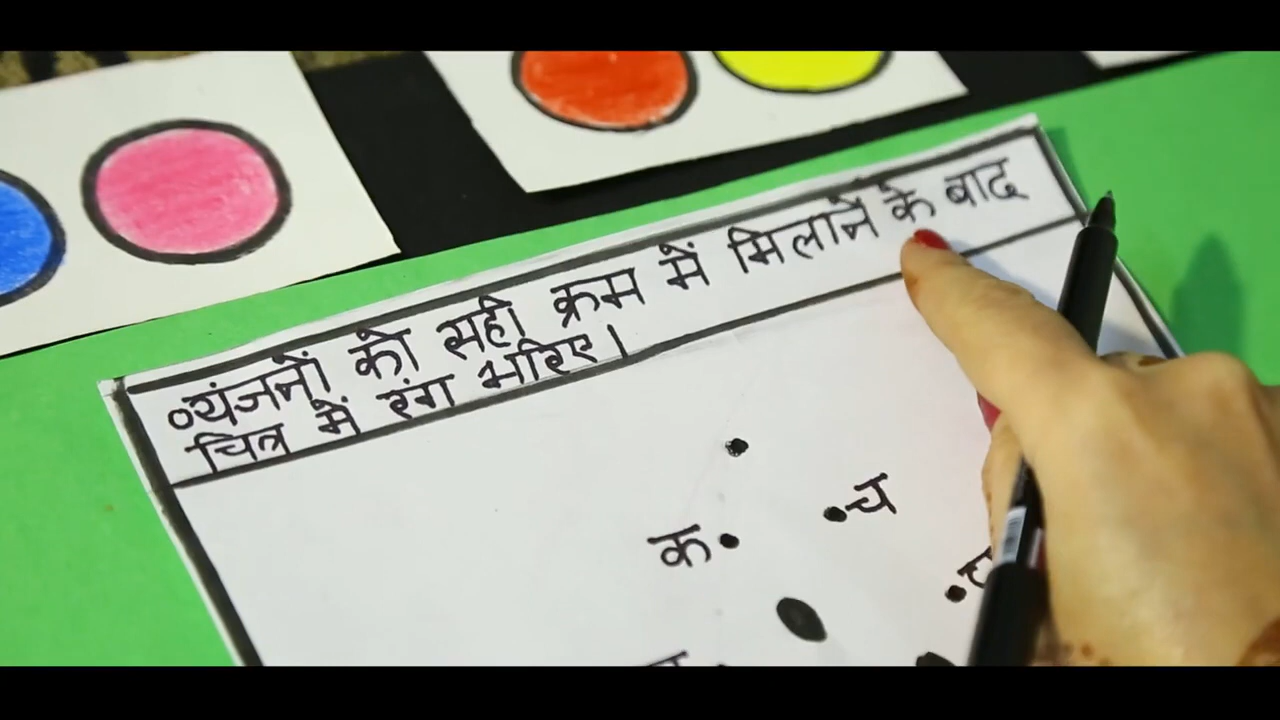 व्यंजनों को सही क्रम में मिलाने के बाद
चित्र में रंग भरिए।
च
क